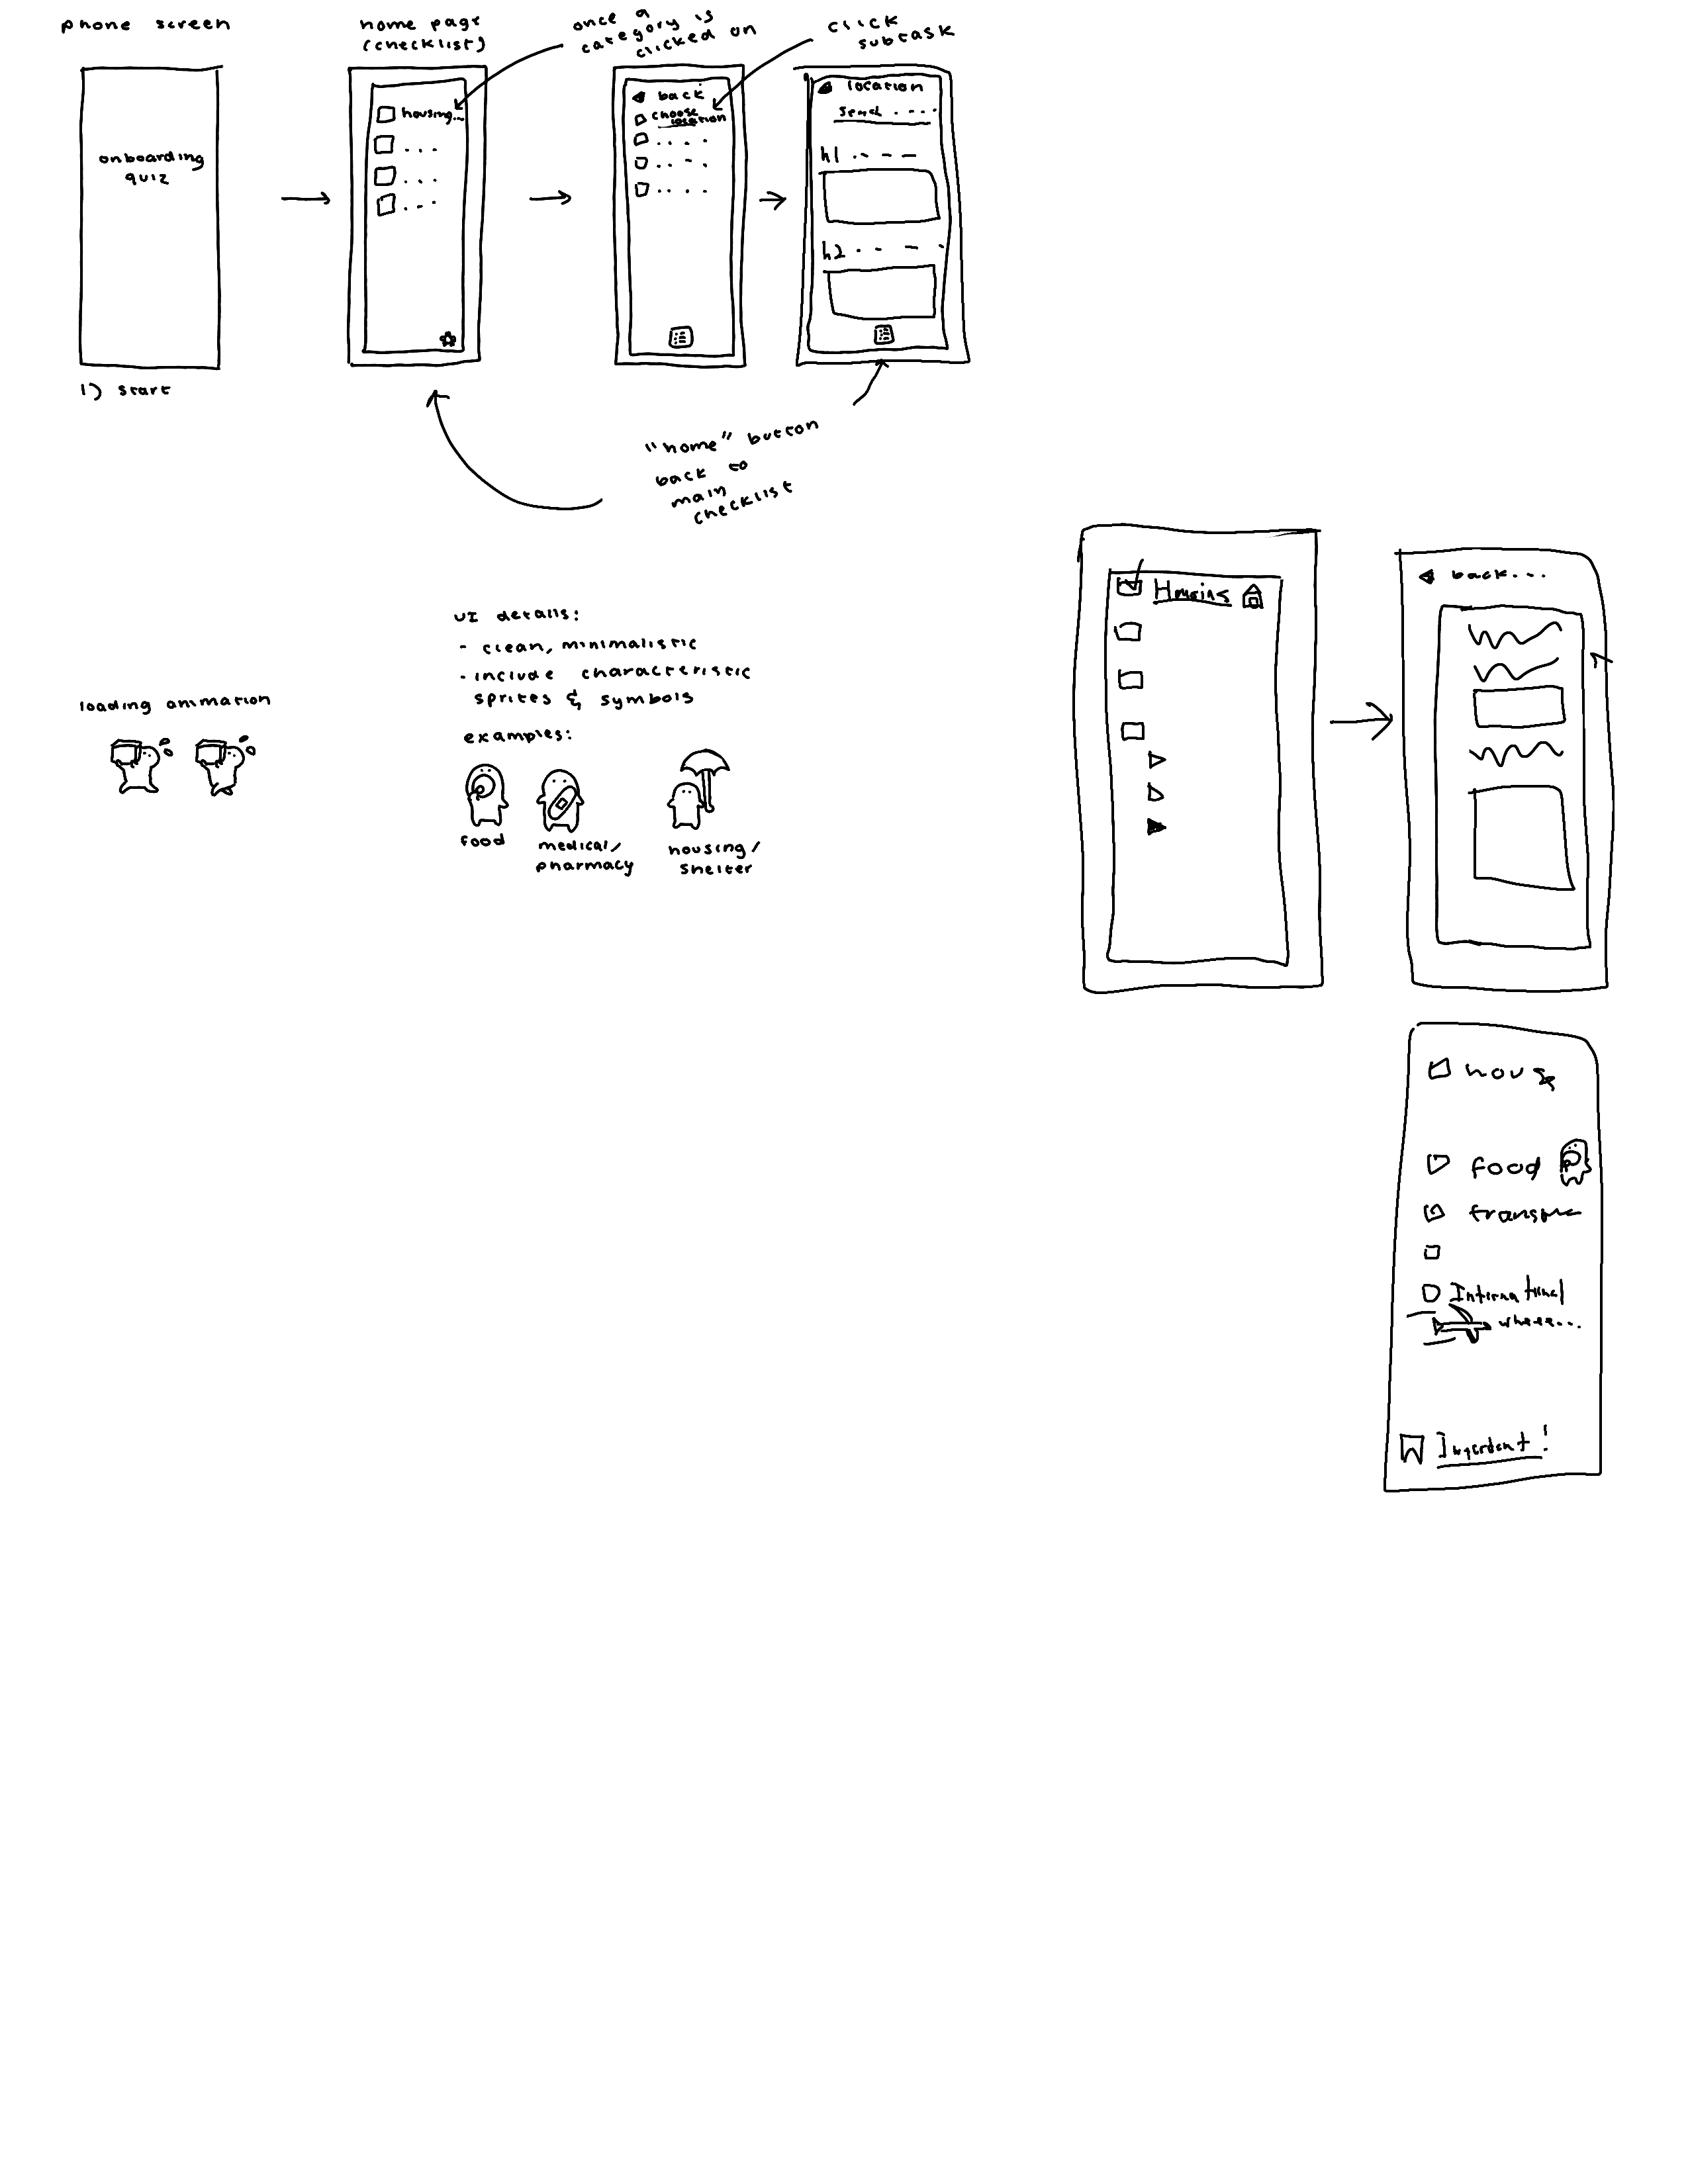 phone screen
onboarding
quiz
1) start
home page
(checklist)
housing...
once a
category is
clicked on
back
choose
location
click
subtask
location
h1
h2
"home" button
back to
main
checklist
UI details:
- clean, minimalistic
- include characteristic
sprites & symbols
examples:
food
medical/
pharmacy
housing/
shelter
loading animation
Housing
back...
food
International
Important!